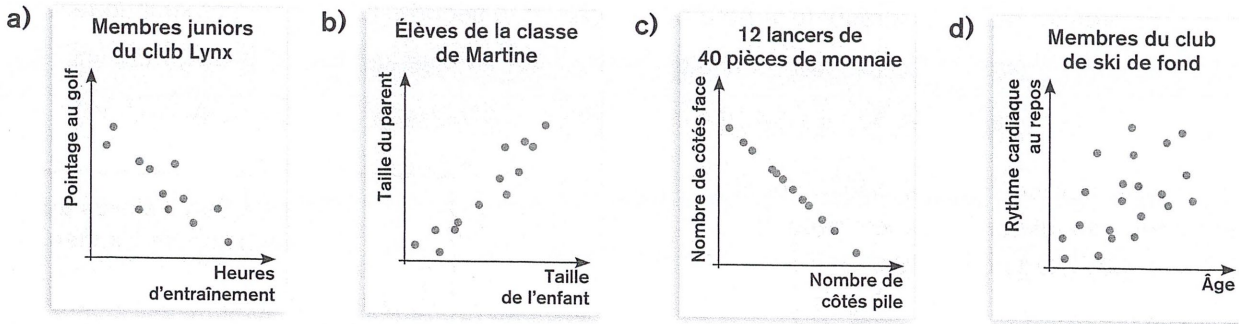 a)
Membres juniors
du club Lynx
Pointage au golf
Heures
d'entraînement
b)
Élèves de la classe
de Martine
Taille du parent
Taille
de l'enfant
c)
12 lancers de
40 pièces de monnaie
Nombre de côtés face
Nombre de
côtés pile
d)
Membres du club
de ski de fond
Rythme cardiaque
au repos
Âge